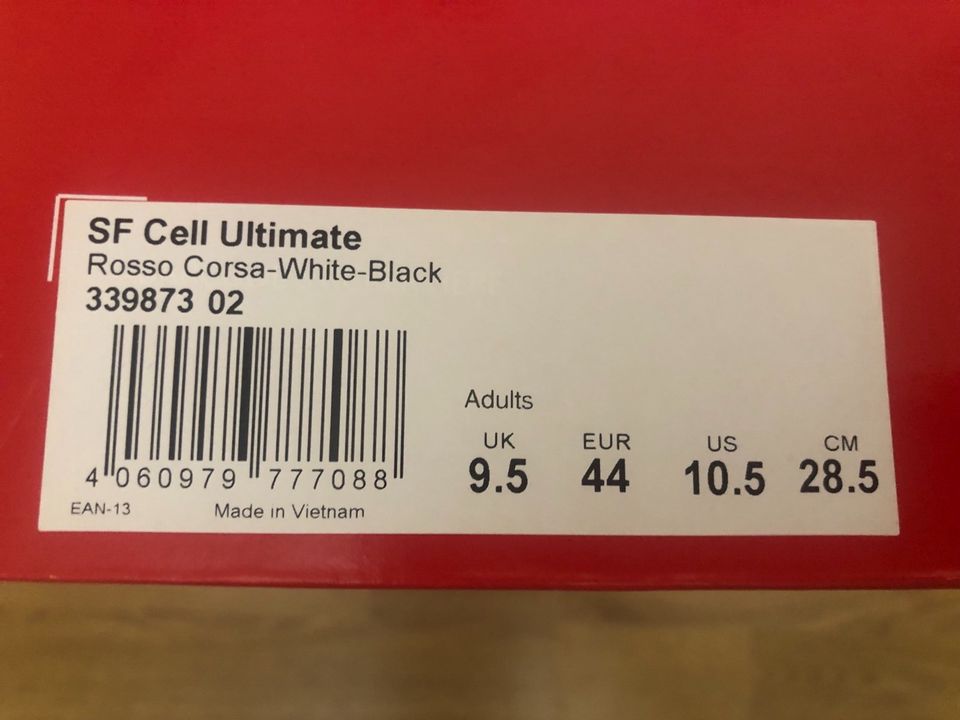 SF Cell Ultimate
Rosso Corsa-White-Black
339873 02
4 060979 777088
EAN-13
Made in Vietnam
Adults
UK EUR US CM
9.5 44 10.5 28.5